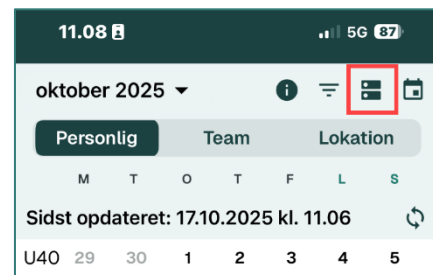 11.08 5G 87
oktober 2025
Personlig Team Lokation
M T O T F L S
Sidst opdateret: 17.10.2025 kl. 11.06
U40 29 30 1 2 3 4 5